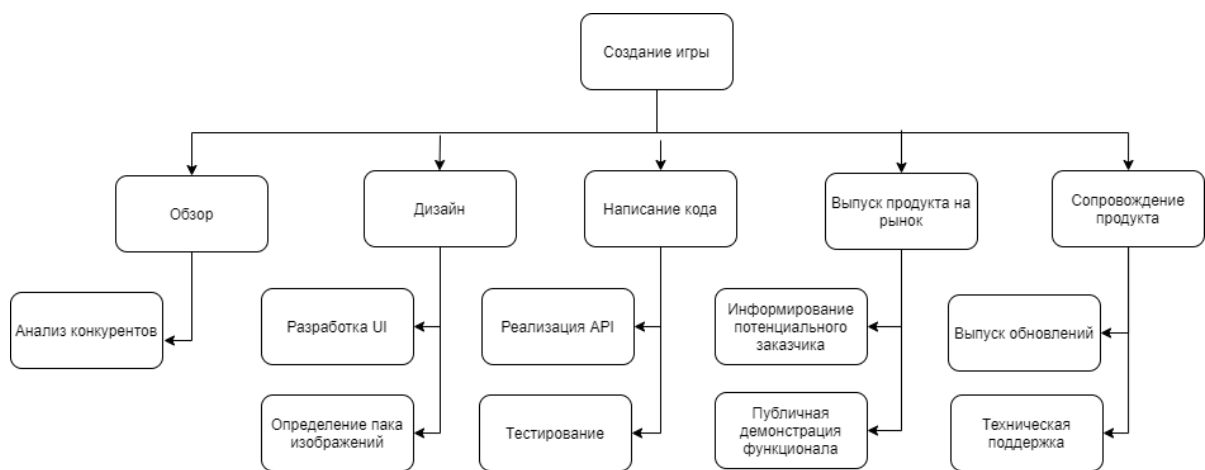 Создание игры
Обзор
Дизайн
Написание кода
Выпуск продукта на
рынок
Сопровождение
продукта
Анализ конкурентов
Разработка UI
Реализация API
Информирование
потенциального
заказчика
Выпуск обновлений
Определение пака
изображений
Тестирование
Публичная
демонстрация
функционала
Техническая
поддержка